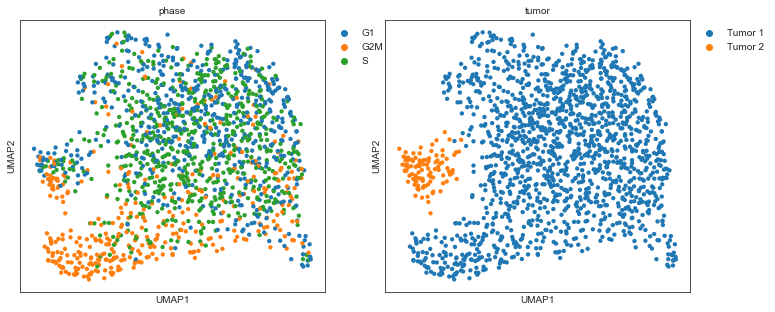 phase
G1
G2M
S
UMAP2
UMAP1
tumor
Tumor 1
Tumor 2
UMAP2
UMAP1